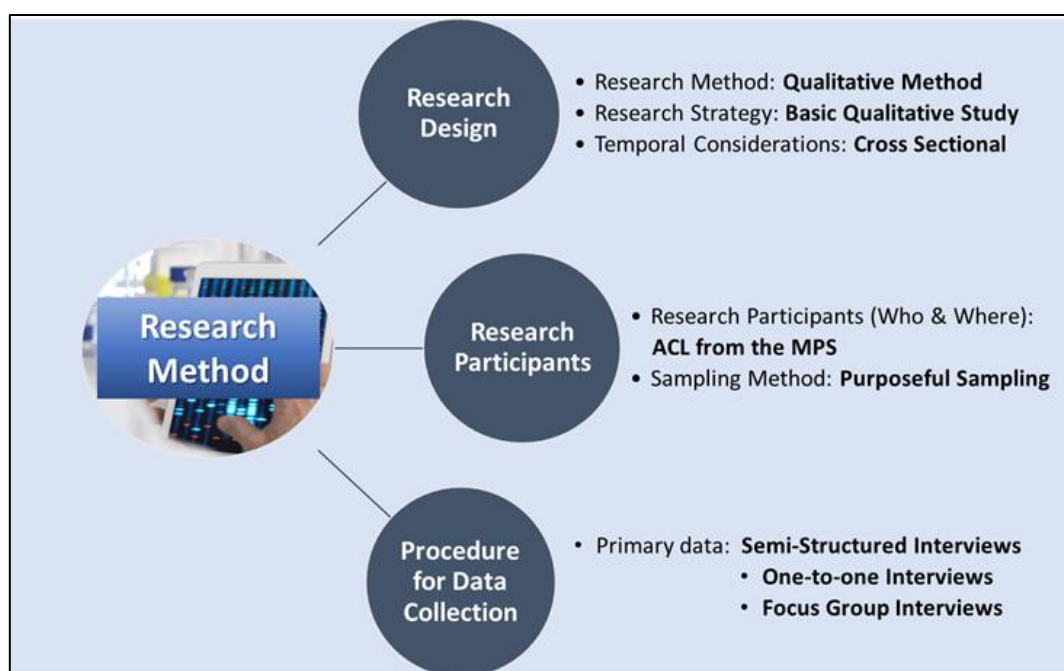 Research
Design
• Research Method: Qualitative Method
• Research Strategy: Basic Qualitative Study
• Temporal Considerations: Cross Sectional
Research
Method
Research
Participants
• Research Participants (Who & Where):
ACL from the MPS
• Sampling Method: Purposeful Sampling
Procedure
for Data
Collection
• Primary data: Semi-Structured Interviews
• One-to-one Interviews
• Focus Group Interviews